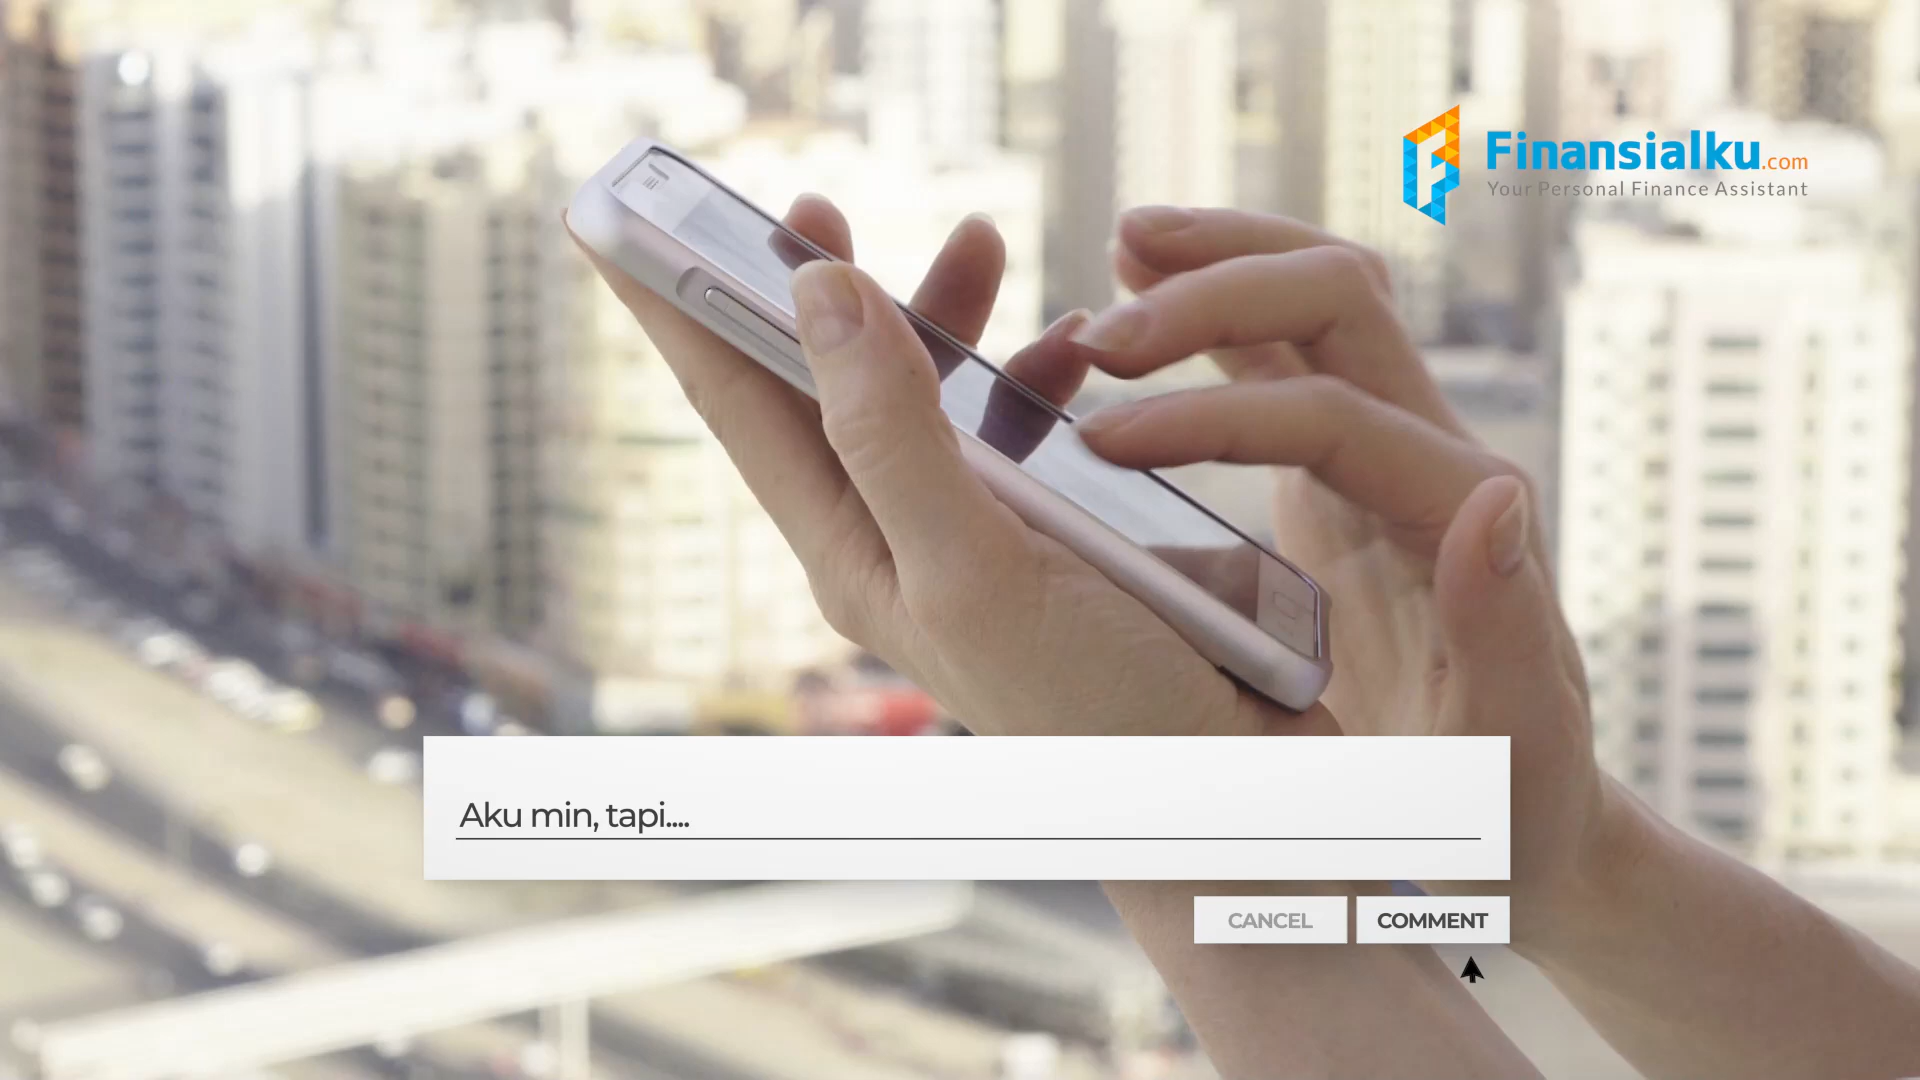 Finansialku.com
Your Personal Finance Assistant
Aku min, tapi....
CANCEL
COMMENT